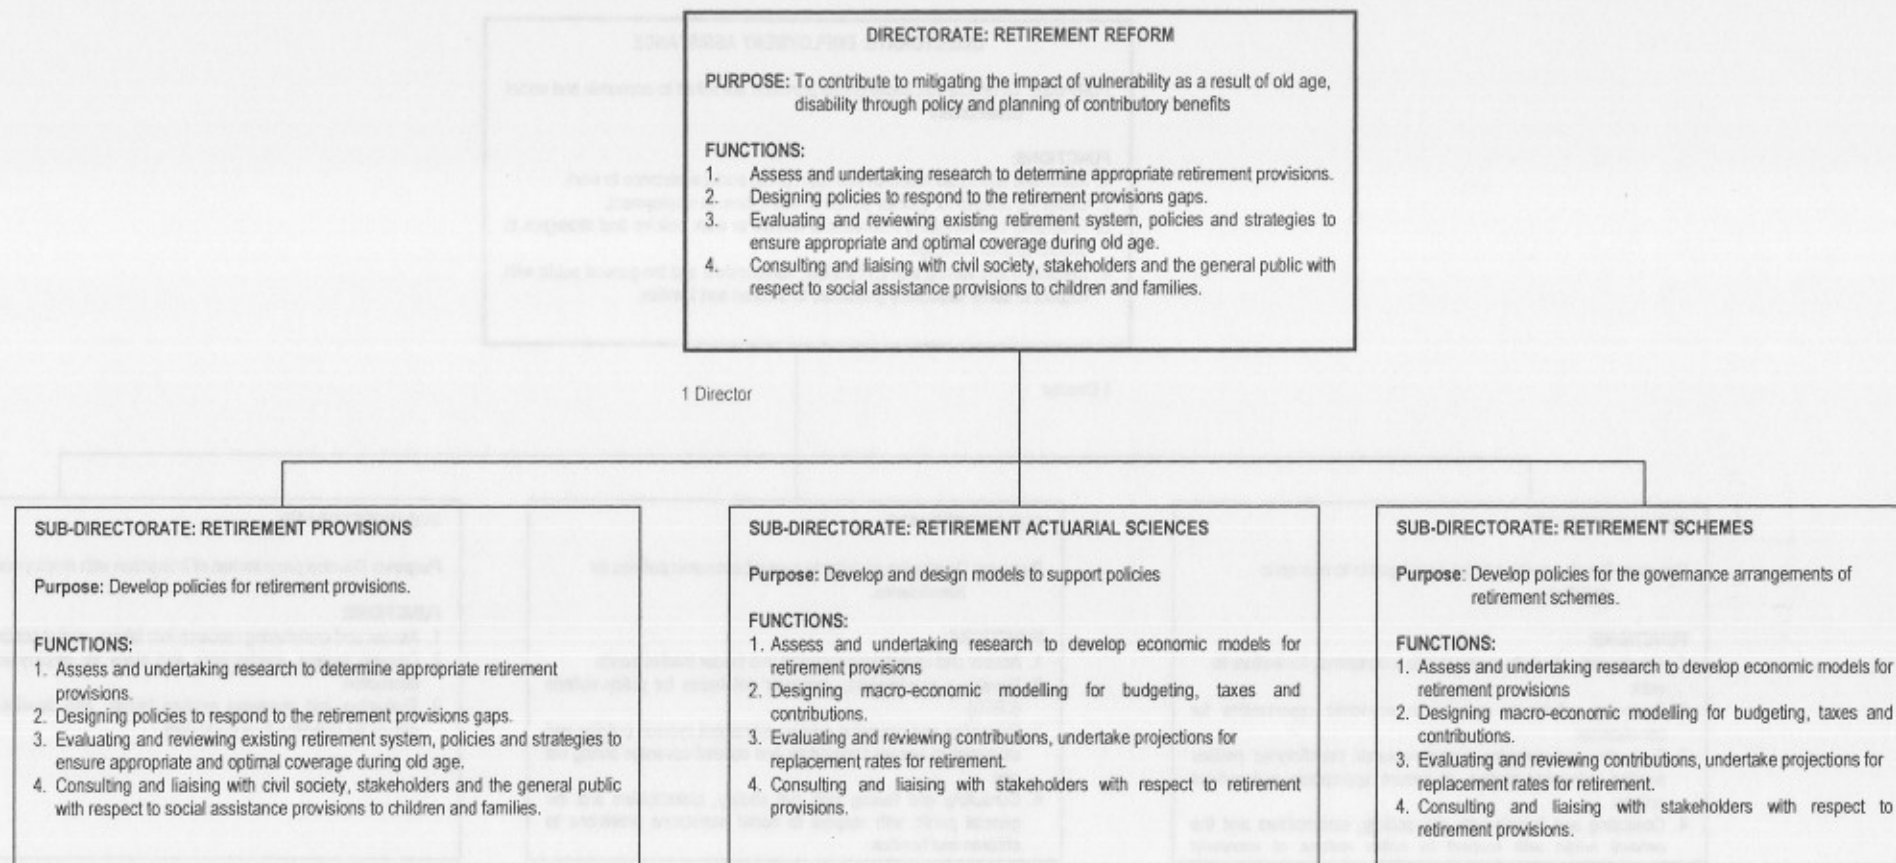 DIRECTORATE: RETIREMENT REFORM
PURPOSE: To contribute to mitigating the impact of vulnerability as a result of old age,
disability through policy and planning of contributory benefits
FUNCTIONS:
1. Assess and undertaking research to determine appropriate retirement provisions.
2. Designing policies to respond to the retirement provisions gaps.
3. Evaluating and reviewing existing retirement system, policies and strategies to
ensure appropriate and optimal coverage during old age.
4. Consulting and liaising with civil society, stakeholders and the general public with
respect to social assistance provisions to children and families.
1 Director
SUB-DIRECTORATE: RETIREMENT PROVISIONS
Purpose: Develop policies for retirement provisions.
FUNCTIONS:
1. Assess and undertaking research to determine appropriate retirement
provisions.
2. Designing policies to respond to the retirement provisions gaps.
3. Evaluating and reviewing existing retirement system, policies and strategies to
ensure appropriate and optimal coverage during old age.
4. Consulting and liaising with civil society, stakeholders and the general public
with respect to social assistance provisions to children and families.
SUB-DIRECTORATE: RETIREMENT ACTUARIAL SCIENCES
Purpose: Develop and design models to support policies
FUNCTIONS:
1. Assess and undertaking research to develop economic models for
retirement provisions
2. Designing macro-economic modelling for budgeting, taxes and
contributions.
3. Evaluating and reviewing contributions, undertake projections for
replacement rates for retirement.
4. Consulting and liaising with stakeholders with respect to retirement
provisions.
SUB-DIRECTORATE: RETIREMENT SCHEMES
Purpose: Develop policies for the governance arrangements of
retirement schemes.
FUNCTIONS:
1. Assess and undertaking research to develop economic models for
retirement provisions
2. Designing macro-economic modelling for budgeting, taxes and
contributions.
3. Evaluating and reviewing contributions, undertake projections for
replacement rates for retirement.
4. Consulting and liaising with stakeholders with respect to
retirement provisions.